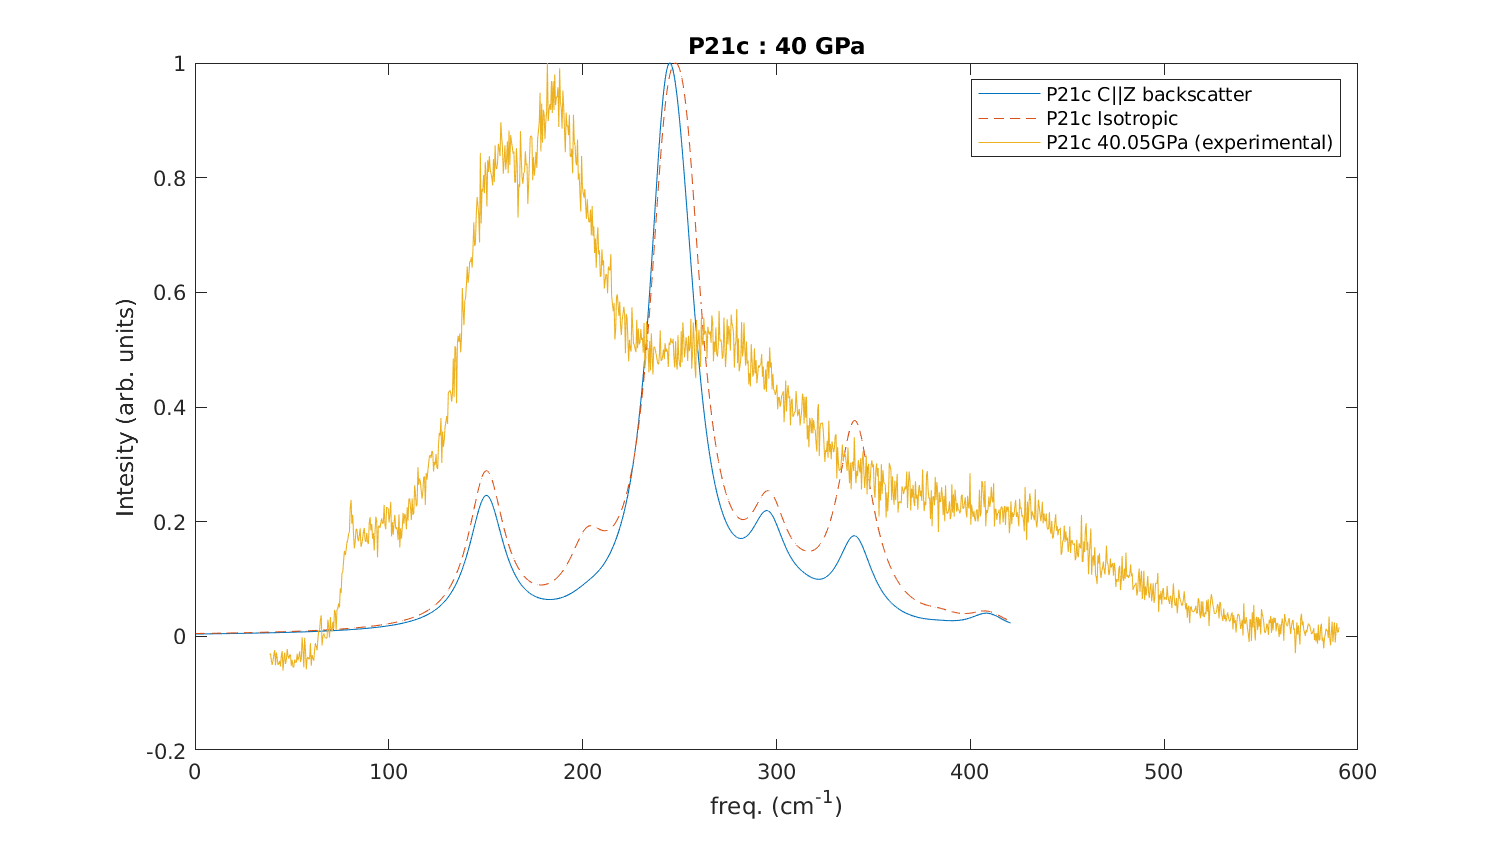 P21c : 40 GPa
P21c C||Z backscatter
P21c Isotropic
P21c 40.05GPa (experimental)
1
0.8
0.6
0.4
0.2
0
-0.2
Intesity (arb. units)
0 100 200 300 400 500 600
freq. (cm-1)